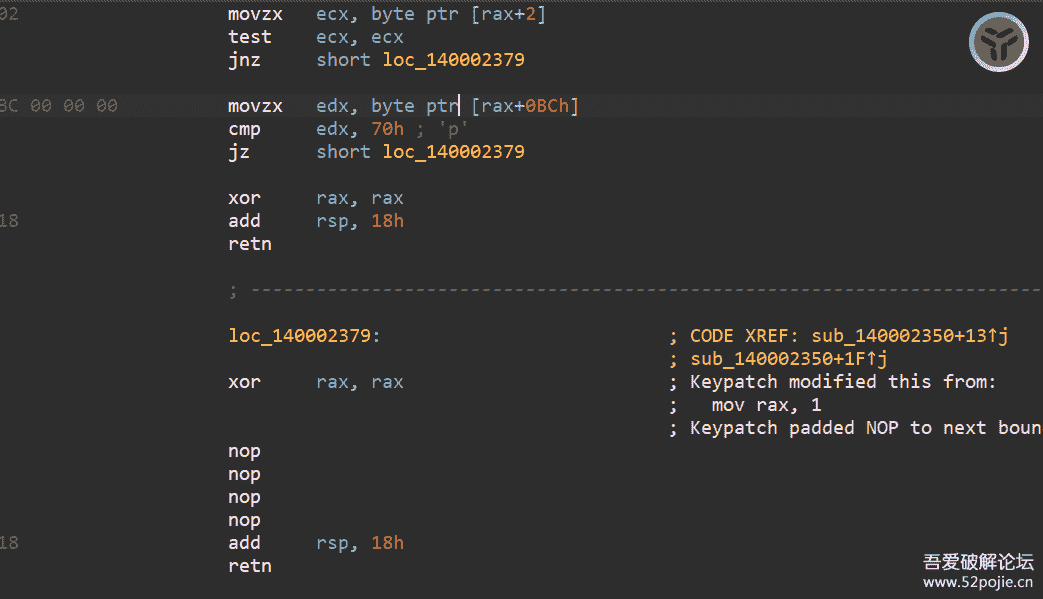 02 movzx ecx, byte ptr [rax+2]
test ecx, ecx
jnz short loc_140002379
BC 00 00 00 movzx edx, byte ptr [rax+0BCh]
cmp edx, 70h ; 'p'
jz short loc_140002379
xor rax, rax
18 add rsp, 18h
retn
; ---------------------------------------------------------------------------
loc_140002379: ; CODE XREF: sub_140002350+13↑j
; sub_140002350+1F↑j
xor rax, rax ; Keypatch modified this from:
; mov rax, 1
; Keypatch padded NOP to next boun
nop
nop
nop
nop
18 add rsp, 18h
retn
吾爱破解论坛
www.52pojie.cn